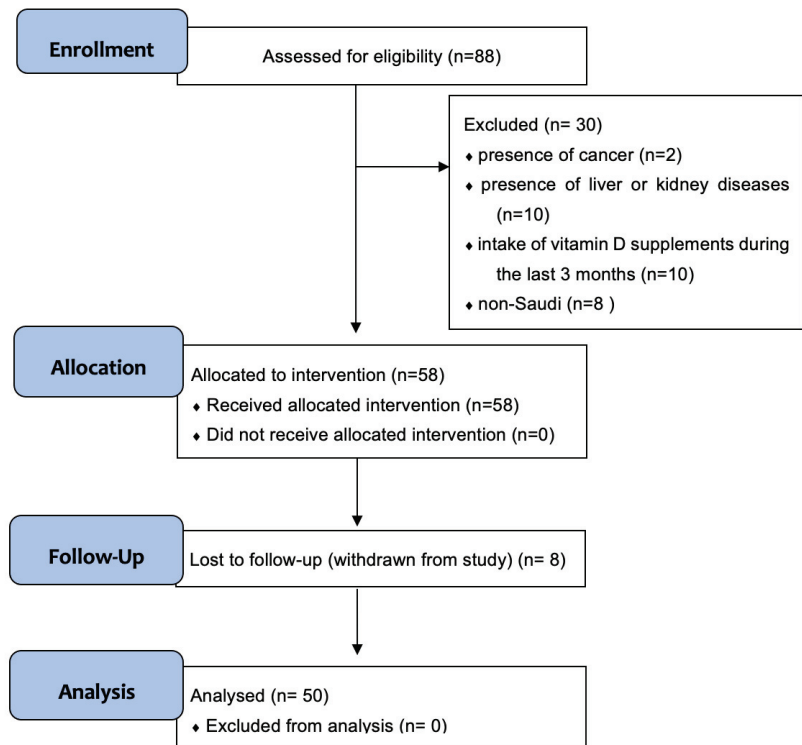 Enrollment
Assessed for eligibility (n=88)
Excluded (n= 30)
♦ presence of cancer (n=2)
♦ presence of liver or kidney diseases
(n=10)
♦ intake of vitamin D supplements during
the last 3 months (n=10)
♦ non-Saudi (n=8 )
Allocation
Allocated to intervention (n=58)
♦ Received allocated intervention (n=58)
♦ Did not receive allocated intervention (n=0)
Follow-Up
Lost to follow-up (withdrawn from study) (n= 8)
Analysis
Analysed (n= 50)
♦ Excluded from analysis (n= 0)